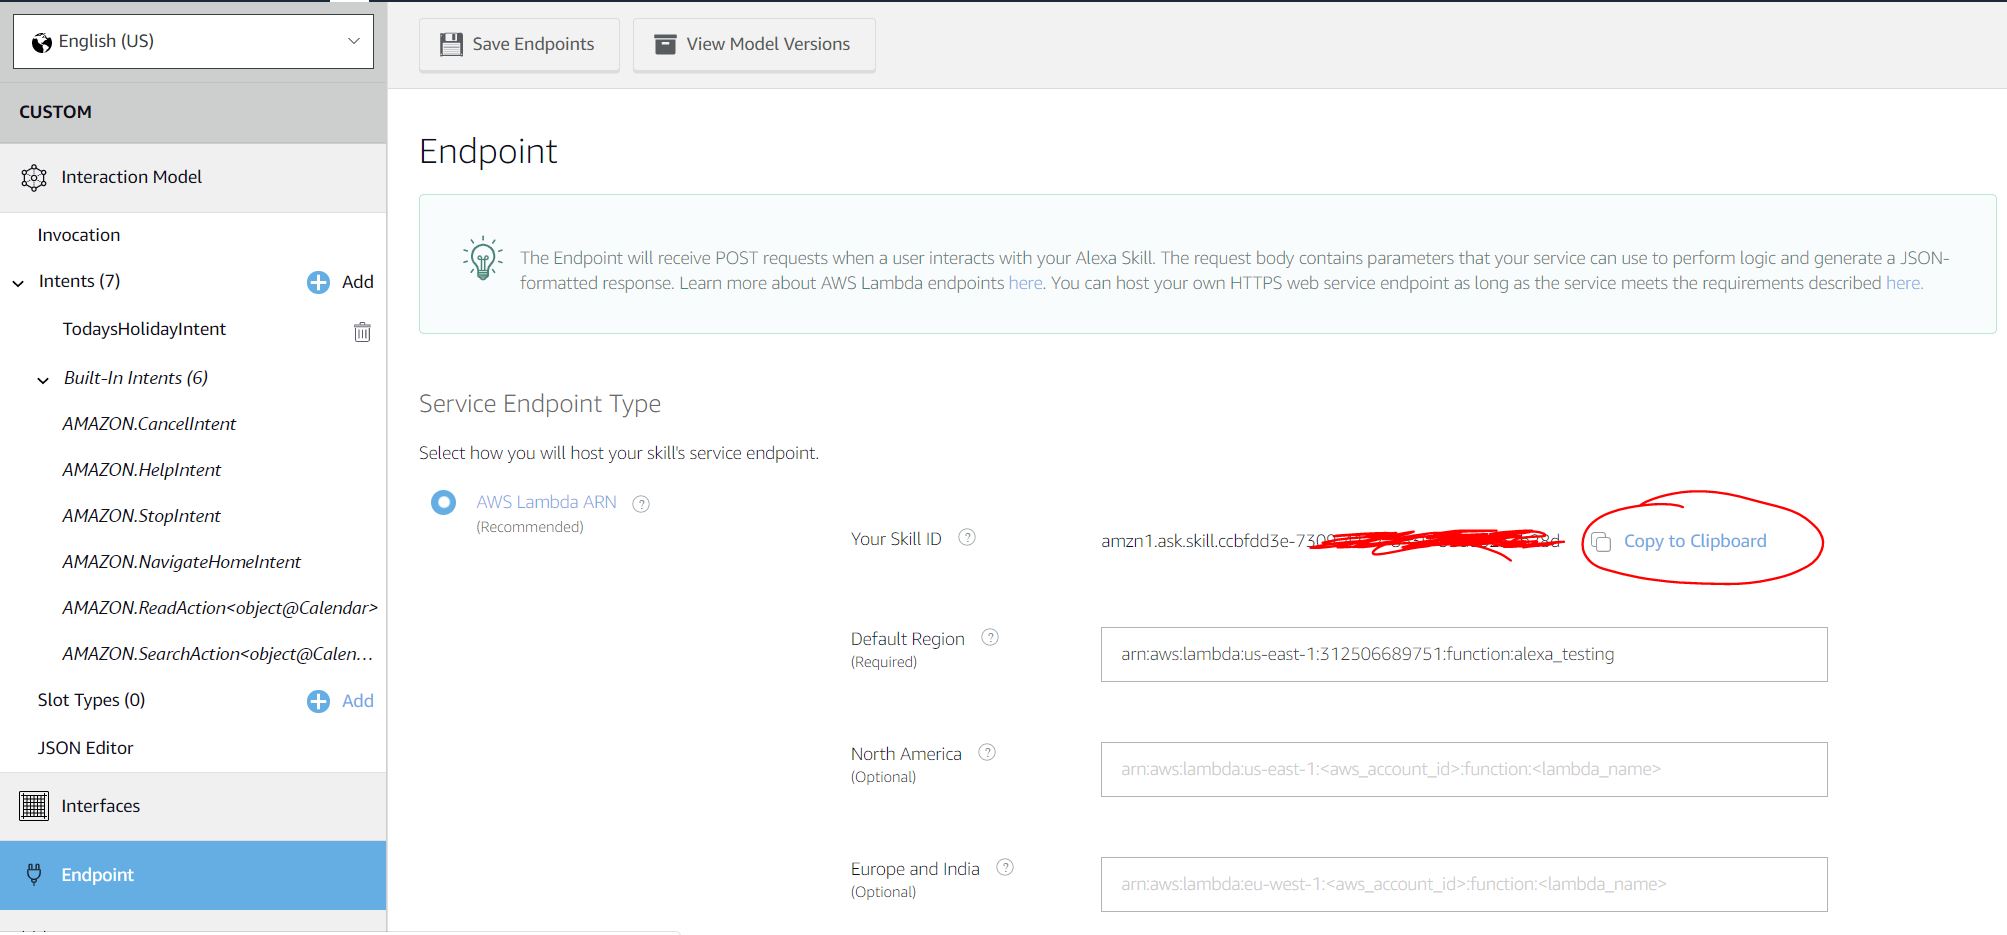 English (US)
Save Endpoints
View Model Versions
CUSTOM
Interaction Model
Invocation
Intents (7)
Add
TodaysHolidayIntent
Built-In Intents (6)
AMAZON.CancelIntent
AMAZON.HelpIntent
AMAZON.StopIntent
AMAZON.NavigateHomeIntent
AMAZON.ReadAction<object@Calendar>
AMAZON.SearchAction<object@Calen...
Slot Types (0)
Add
JSON Editor
Interfaces
Endpoint
Endpoint
The Endpoint will receive POST requests when a user interacts with your Alexa Skill. The request body contains parameters that your service can use to perform logic and generate a JSON-
formatted response. Learn more about AWS Lambda endpoints here. You can host your own HTTPS web service endpoint as long as the service meets the requirements described here.
Service Endpoint Type
Select how you will host your skill's service endpoint.
AWS Lambda ARN
(Recommended)
Your Skill ID
amzn1.ask.skill.ccbfdd3e-730
Copy to Clipboard
Default Region
(Required)
arn:aws:lambda:us-east-1:312506689751:function:alexa_testing
North America
(Optional)
arn:aws:lambda:us-east-1:<aws_account_id>:function:<lambda_name>
Europe and India
(Optional)
arn:aws:lambda:eu-west-1:<aws_account_id>:function:<lambda_name>